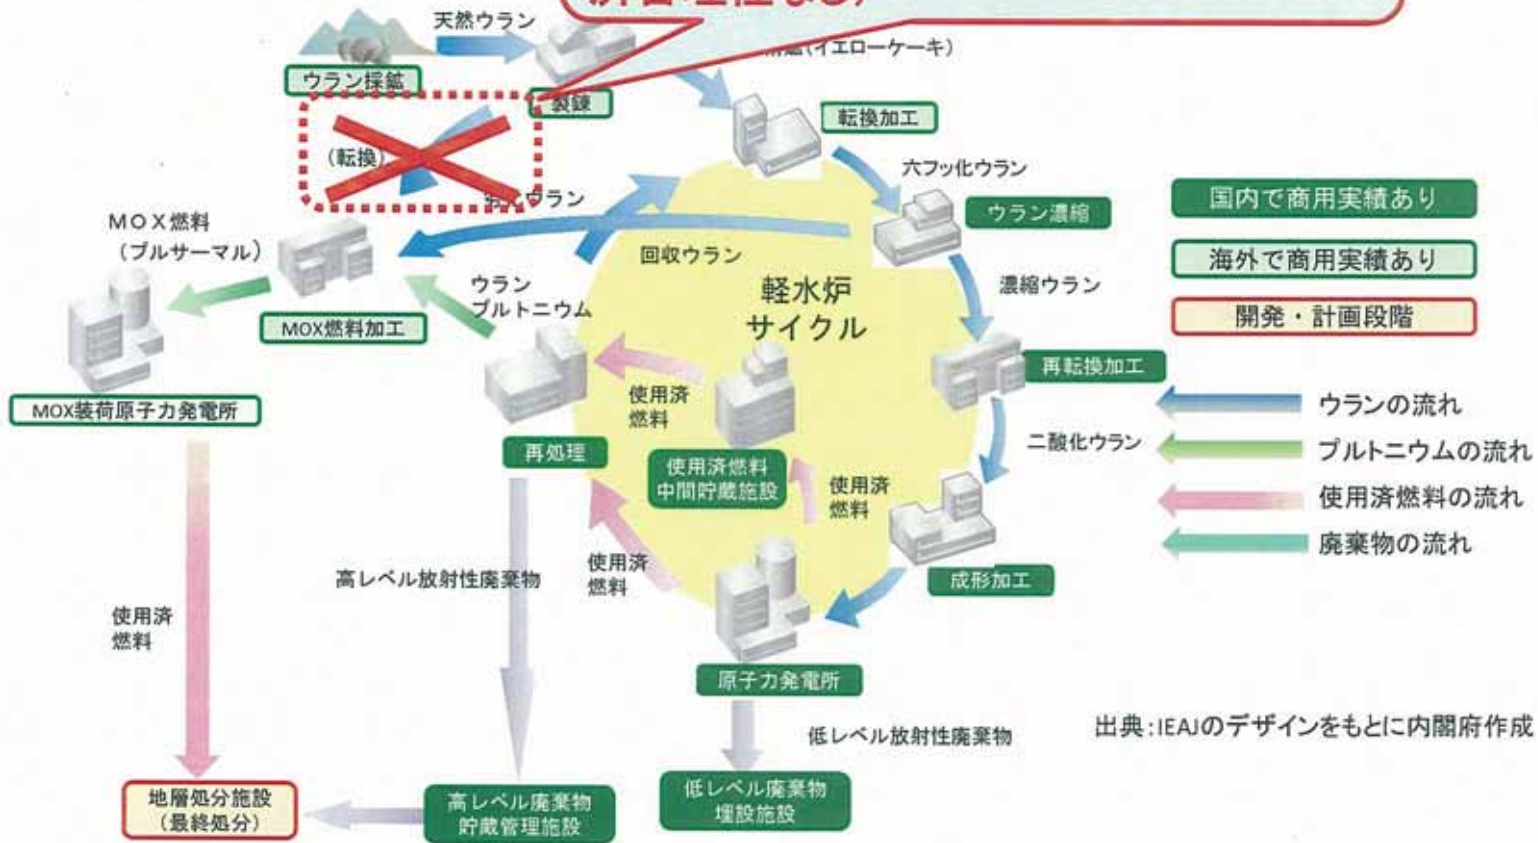 天然ウラン
(イエローケーキ)
ウラン採鉱
製錬
転換加工
(転換)
六フッ化ウラン
ウラン
ウラン濃縮
国内で商用実績あり
海外で商用実績あり
開発・計画段階
MOX燃料
(プルサーマル)
回収ウラン
濃縮ウラン
ウラン
プルトニウム
軽水炉
サイクル
MOX燃料加工
再転換加工
MOX装荷原子力発電所
使用済
燃料
ウランの流れ
二酸化ウラン
再処理
使用済燃料
中間貯蔵施設
使用済
燃料
プルトニウムの流れ
使用済燃料の流れ
廃棄物の流れ
高レベル放射性廃棄物
使用済
燃料
成形加工
使用済
燃料
原子力発電所
低レベル放射性廃棄物
出典:IEAJのデザインをもとに内閣府作成
地層処分施設
(最終処分)
高レベル廃棄物
貯蔵管理施設
低レベル廃棄物
埋設施設